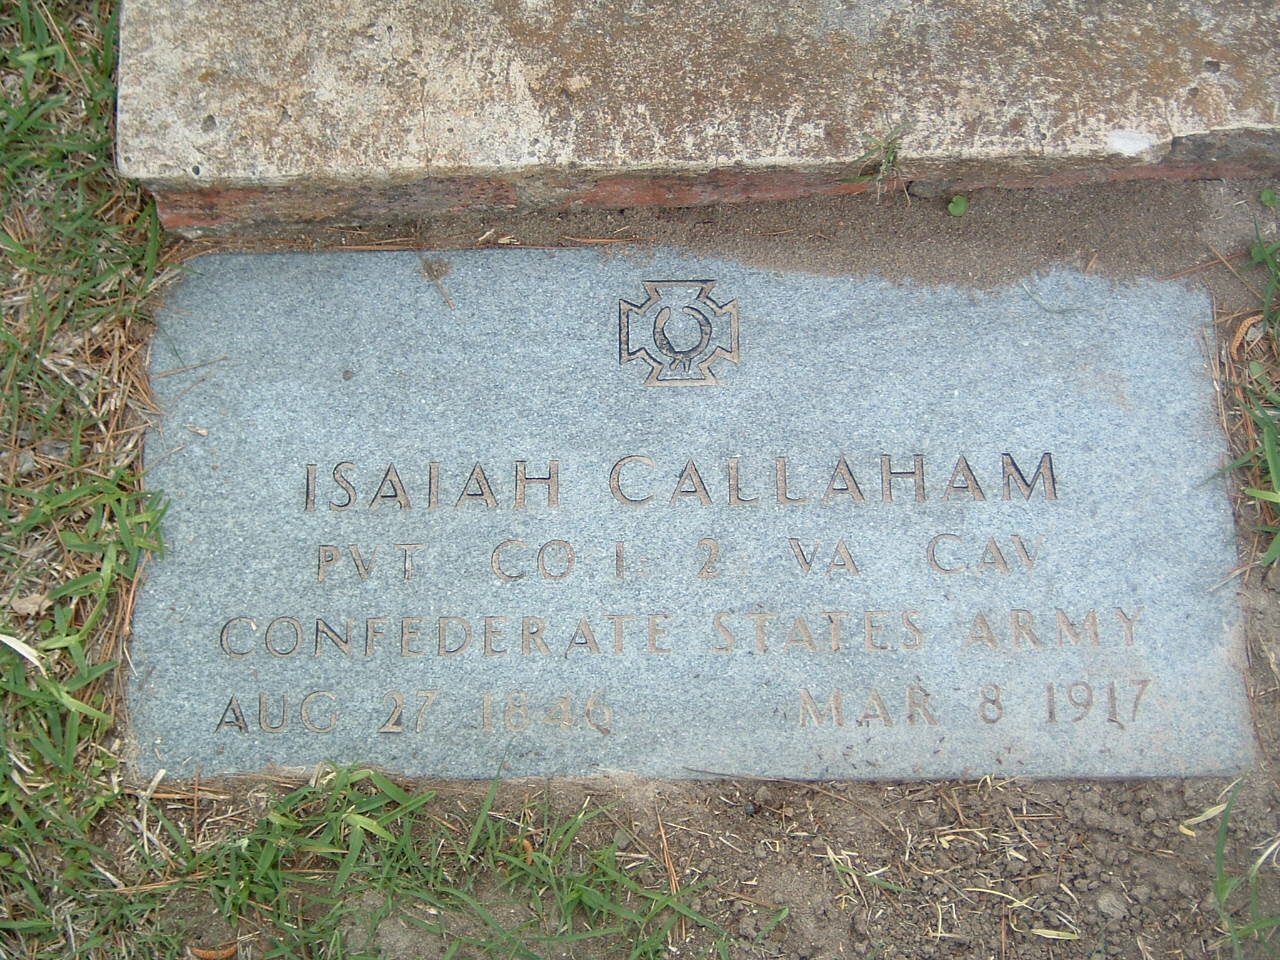 ISAIAH CALLAHAM
PVT CO I 2 VA CAV
CONFEDERATE STATES ARMY
AUG 27 1846 MAR 8 1917